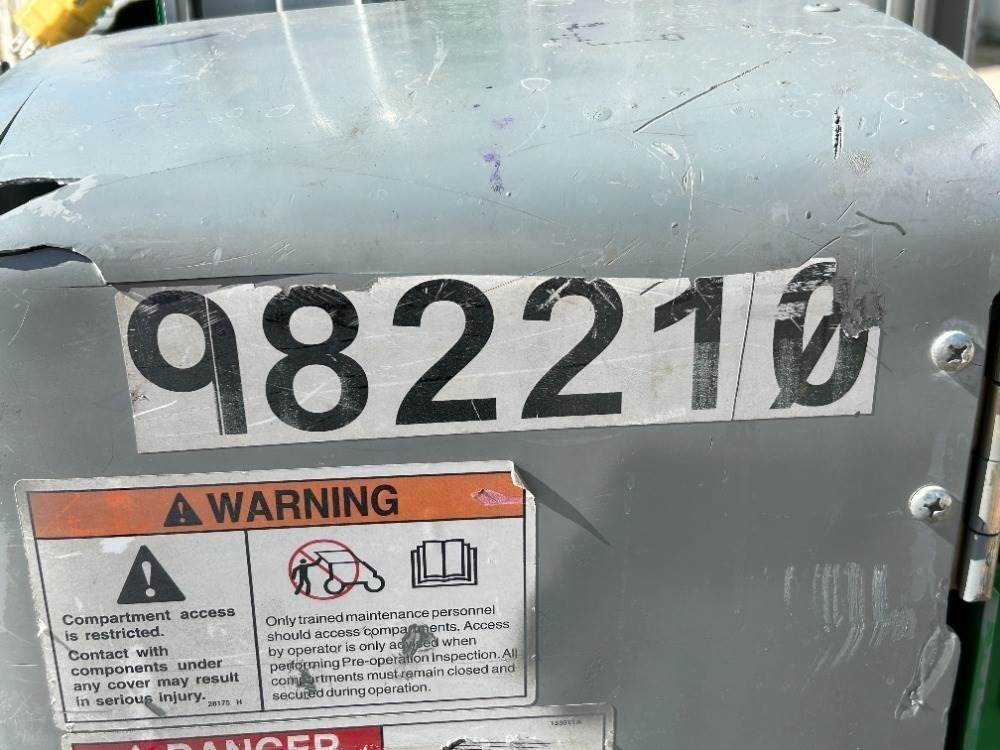 982210
WARNING
Compartment access
is restricted.
Contact with
components under
any cover may result
in serious injury.
28175 H
Only trained maintenance personnel
should access compartments. Access
by operator is only advised when
performing Pre-operation Inspection. All
compartments must remain closed and
secured during operation.
DANGER